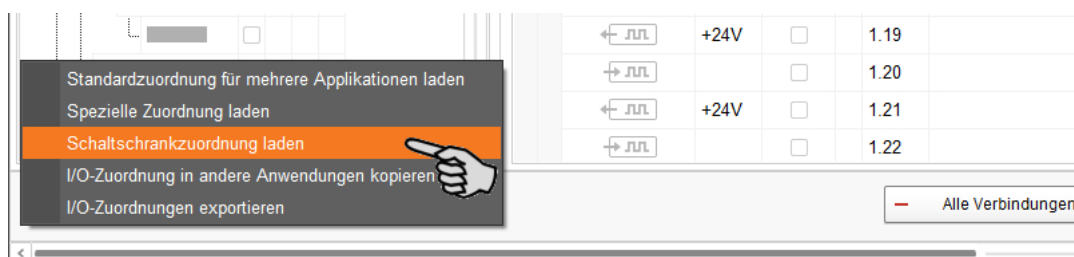 +24V 1.19
1.20
+24V 1.21
1.22
Standardzuordnung für mehrere Applikationen laden
Spezielle Zuordnung laden
Schaltschrankzuordnung laden
I/O-Zuordnung in andere Anwendungen kopieren
I/O-Zuordnungen exportieren
Alle Verbindungen